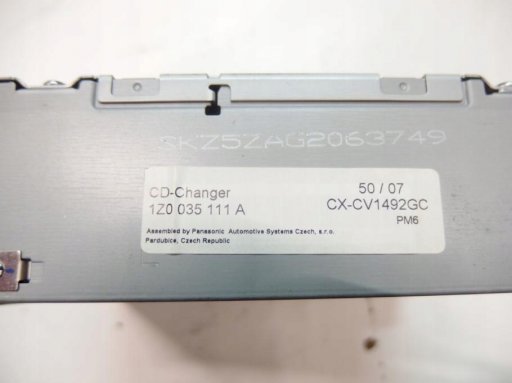 SKZ5ZAG2063749
CD-Changer 50 / 07
1Z0 035 111 A CX-CV1492GC
PM6
Assembled by Panasonic Automotive Systems Czech, s.r.o.
Pardubice, Czech Republic